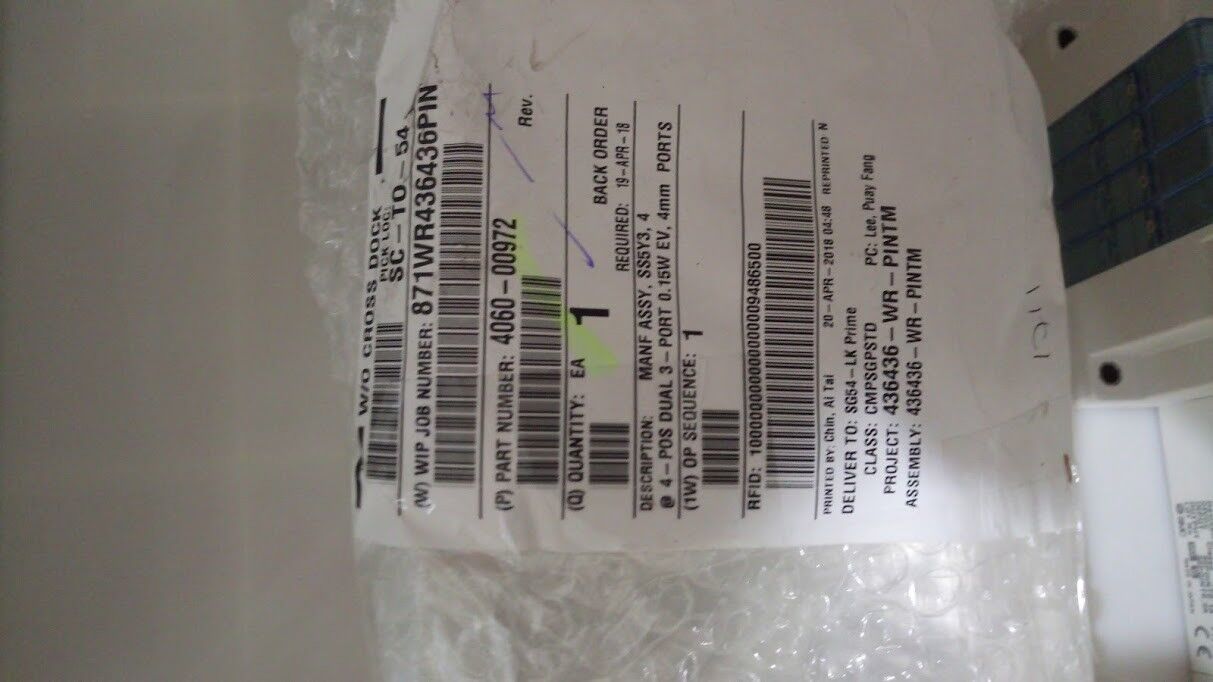 W/O CROSS DOCK
PICK LOC:
SC-TO-54
(W) WIP JOB NUMBER: 871WR436436PIN
(P) PART NUMBER: 4060-00972
Rev.
(Q) QUANTITY: EA
1
BACK ORDER
REQUIRED: 19-APR-18
DESCRIPTION: MANF ASSY, SS5Y3, 4
@ 4-POS DUAL 3-PORT 0.15W EV, 4mm PORTS
(1W) OP SEQUENCE: 1
PRINTED BY: Chin, Ai Tai 20-APR-2018 04:48 REPRINTED N
DELIVER TO: SG54-LK Prime
CLASS: CMPSGPSTD PC: Lee, Puay Fang
PROJECT: 436436-WR-PINTM
ASSEMBLY: 436436-WR-PINTM
CE